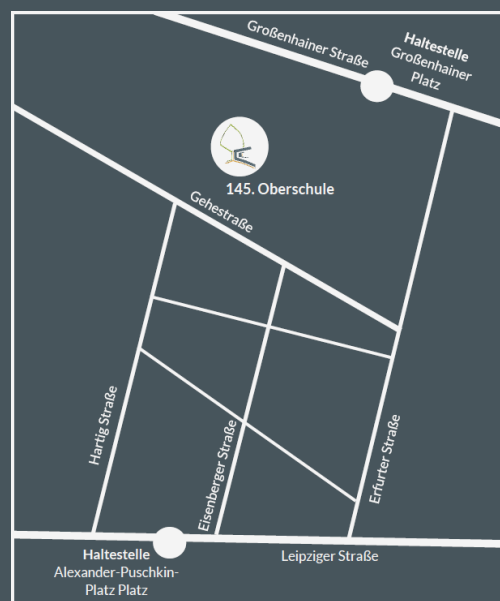 Großenhainer Straße
Haltestelle
Großenhainer
Platz
145. Oberschule
Gehestraße
Hartig Straße
Eisenberger Straße
Erfurter Straße
Haltestelle
Alexander-Puschkin-
Platz Platz
Leipziger Straße